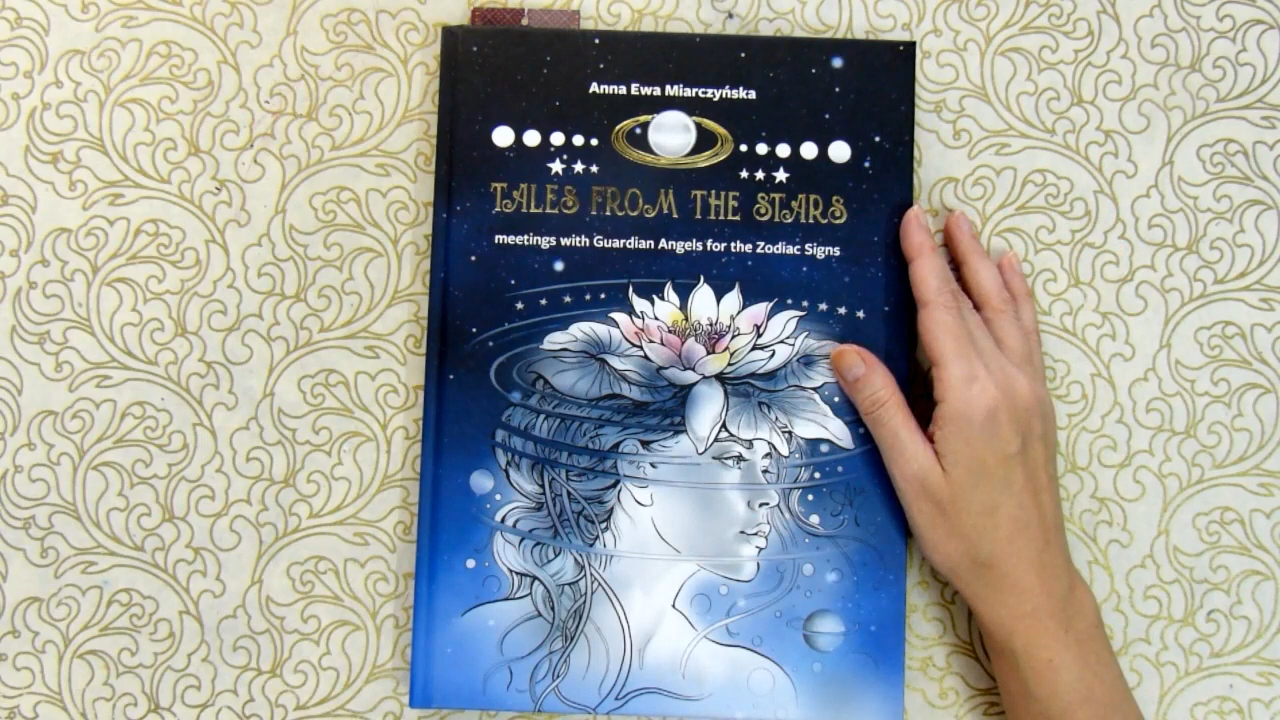 Anna Ewa Miarczyńska
TALES FROM THE STARS
meetings with Guardian Angels for the Zodiac Signs